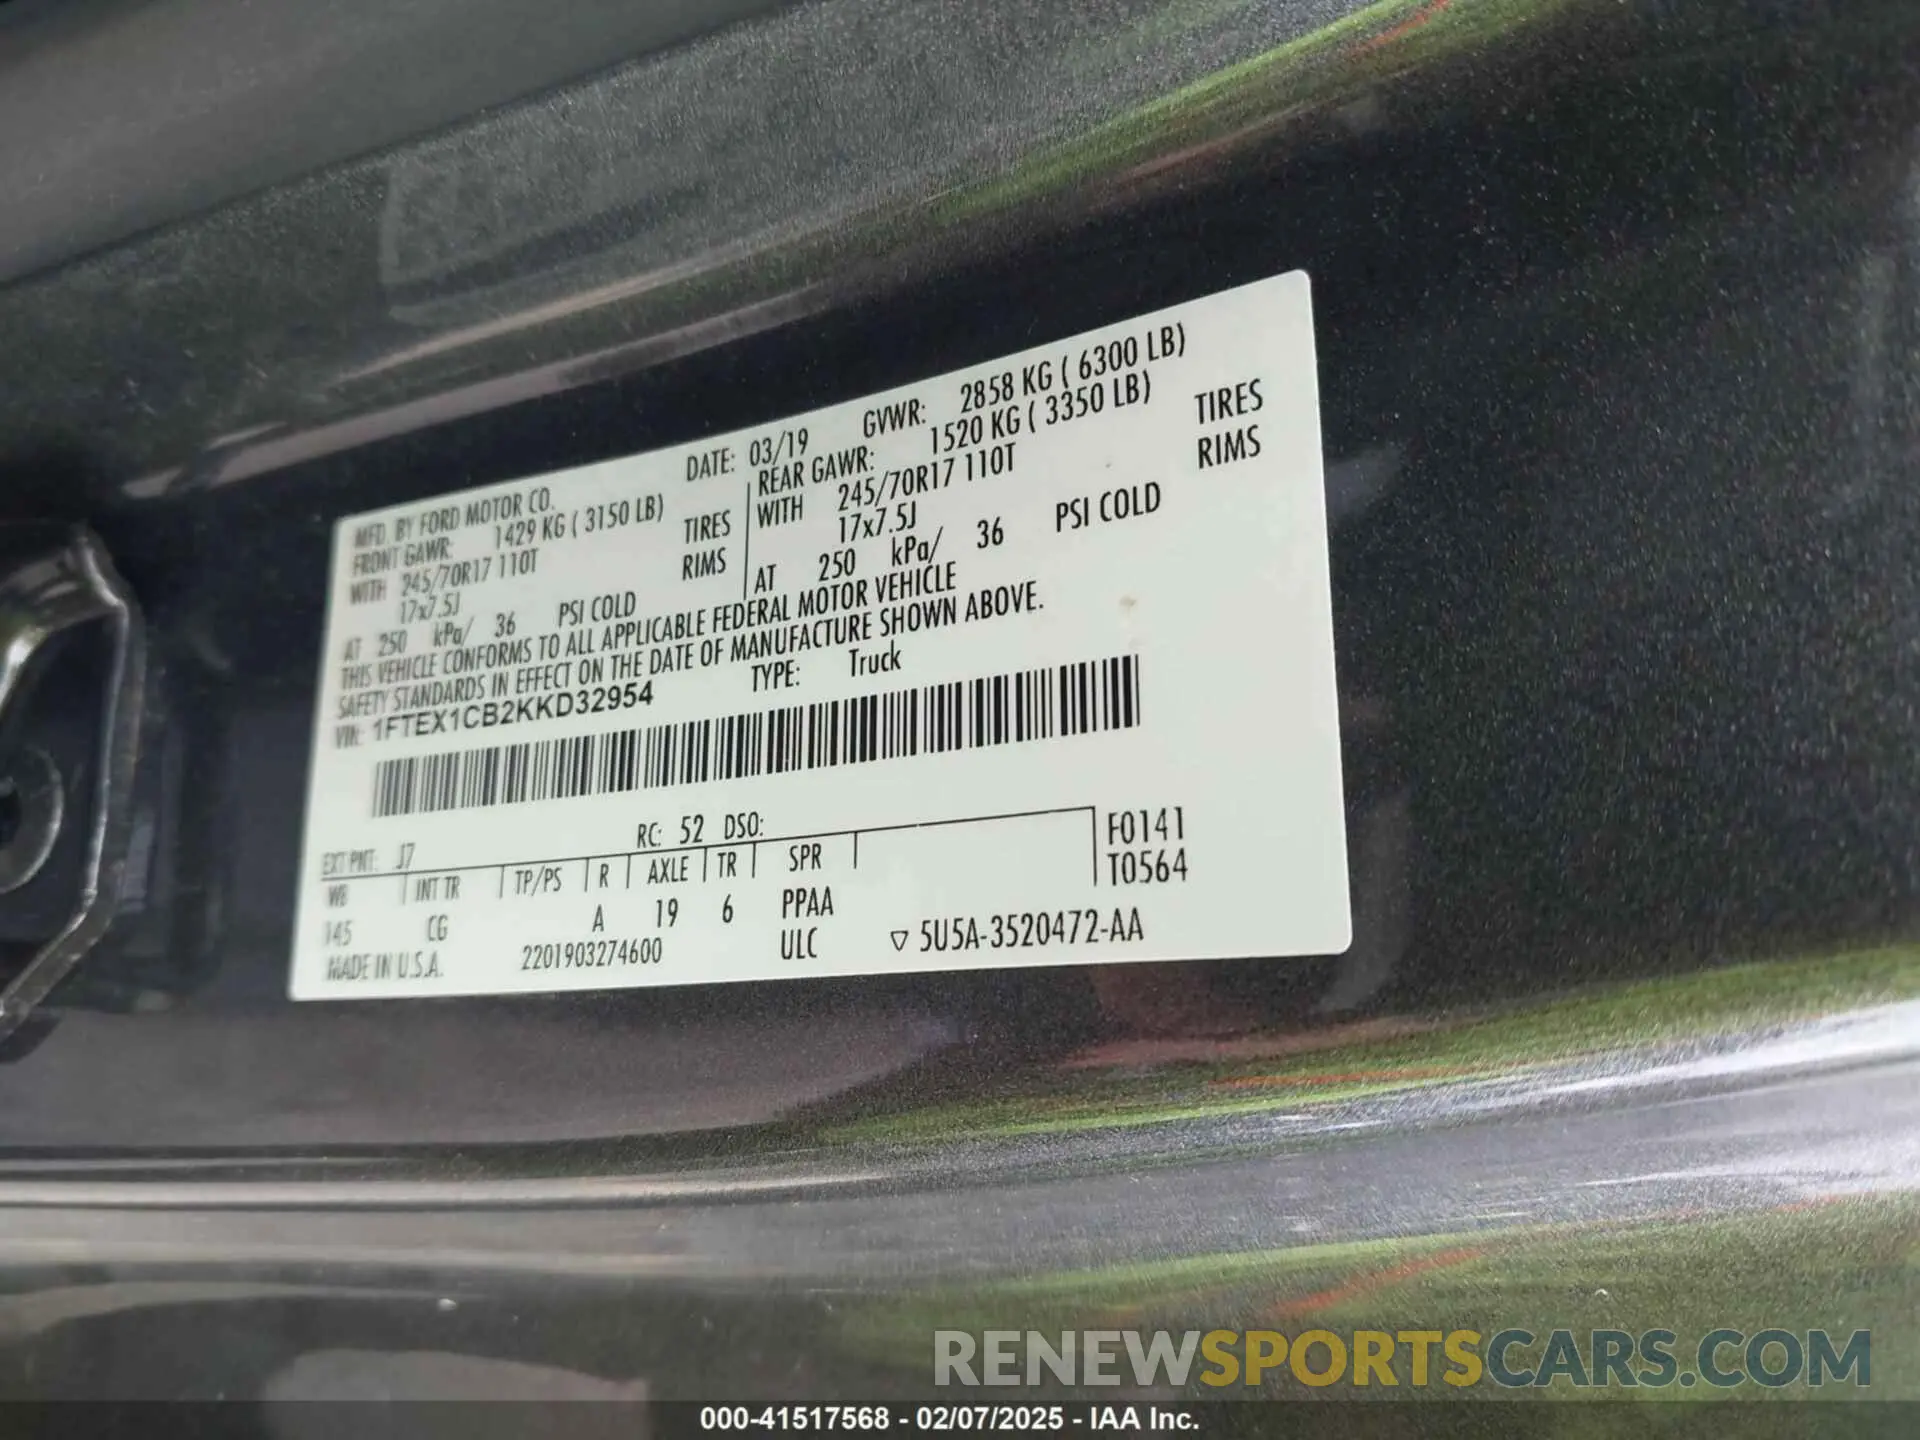 MFD. BY FORD MOTOR CO. DATE: 03/19 GVWR: 2858 KG ( 6300 LB)
FRONT GAWR: 1429 KG ( 3150 LB) REAR GAWR: 1520 KG ( 3350 LB)
WITH 245/70R17 110T TIRES WITH 245/70R17 110T TIRES
17x7.5J RIMS 17x7.5J RIMS
AT 250 kPa/ 36 PSI COLD AT 250 kPa/ 36 PSI COLD
THIS VEHICLE CONFORMS TO ALL APPLICABLE FEDERAL MOTOR VEHICLE
SAFETY STANDARDS IN EFFECT ON THE DATE OF MANUFACTURE SHOWN ABOVE.
VIN: 1FTEX1CB2KKD32954 TYPE: Truck
EXT PNT: J7 RC: 52 DSO: F0141
WB INT TR TP/PS R AXLE TR SPR T0564
145 CG A 19 6 PPAA
MADE IN U.S.A. 2201903274600 ULC ▽ 5U5A-3520472-AA
RENEWSPORTSCARS.COM
000-41517568 - 02/07/2025 - IAA Inc.